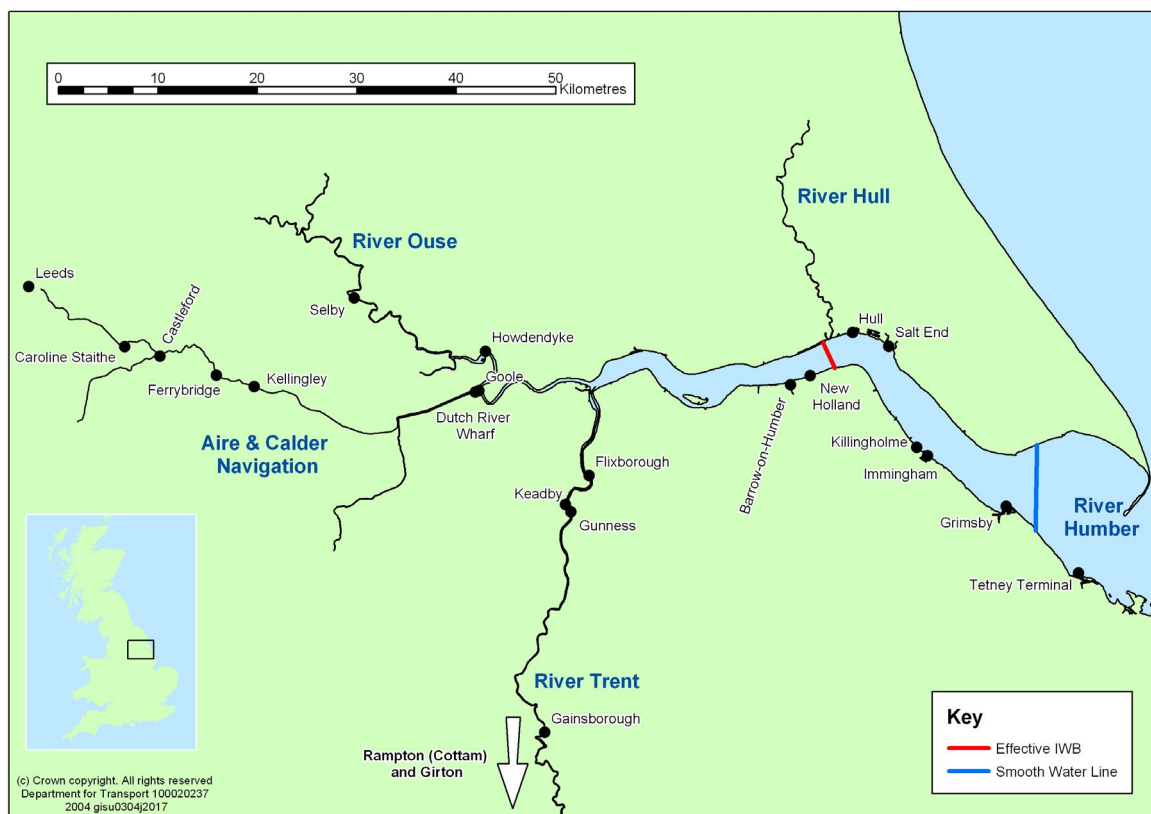 0 10 20 30 40 50
Kilometres
River Hull
River Ouse
Leeds
Castleford
Selby
Howdendyke
Hull
Salt End
Caroline Staithe
Ferrybridge
Kellingley
Goole
Dutch River
Wharf
New
Holland
Barrow-on-Humber
Aire & Calder
Navigation
Killingholme
Immingham
Flixborough
Keadby
Gunness
Grimsby
River
Humber
Tetney Terminal
River Trent
Gainsborough
Rampton (Cottam)
and Girton
Key
Effective IWB
Smooth Water Line
(c) Crown copyright. All rights reserved
Department for Transport 100020237
2004 gisu0304j2017